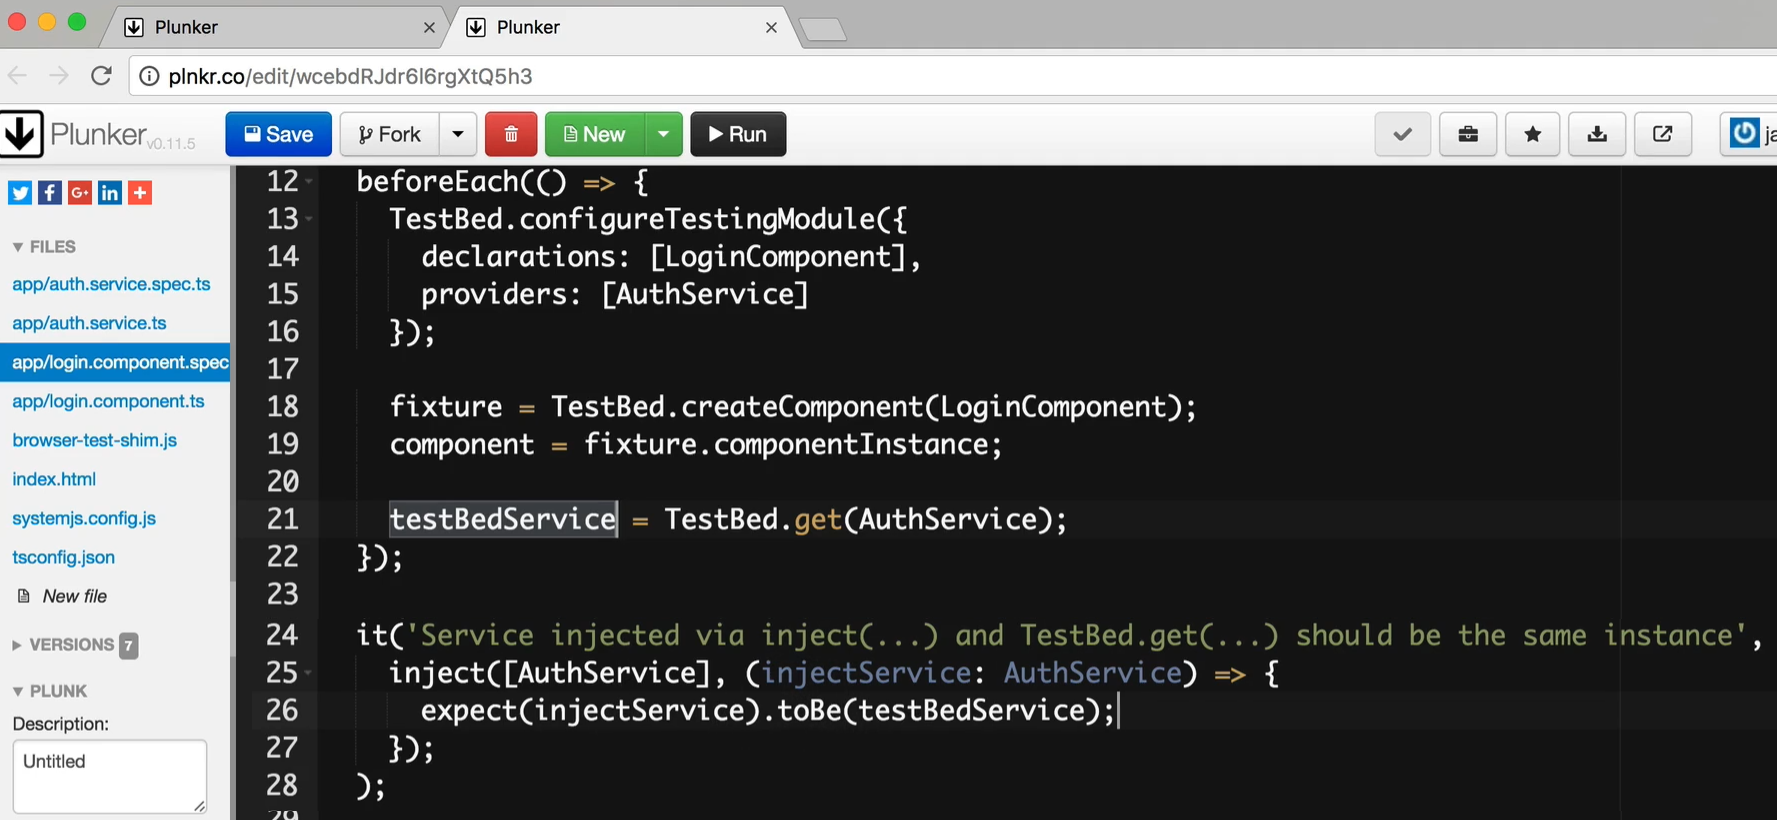 Plunker
Plunker
plnkr.co/edit/wcebdRJdr6l6rgXtQ5h3
Plunker v0.11.5
Save
Fork
New
Run
FILES
app/auth.service.spec.ts
app/auth.service.ts
app/login.component.spec
app/login.component.ts
browser-test-shim.js
index.html
systemjs.config.js
tsconfig.json
New file
VERSIONS 7
PLUNK
Description:
Untitled
12 beforeEach(() => {
13 TestBed.configureTestingModule({
14 declarations: [LoginComponent],
15 providers: [AuthService]
16 });
17
18 fixture = TestBed.createComponent(LoginComponent);
19 component = fixture.componentInstance;
20
21 testBedService = TestBed.get(AuthService);
22 });
23
24 it('Service injected via inject(...) and TestBed.get(...) should be the same instance',
25 inject([AuthService], (injectService: AuthService) => {
26 expect(injectService).toBe(testBedService);
27 });
28 );
29